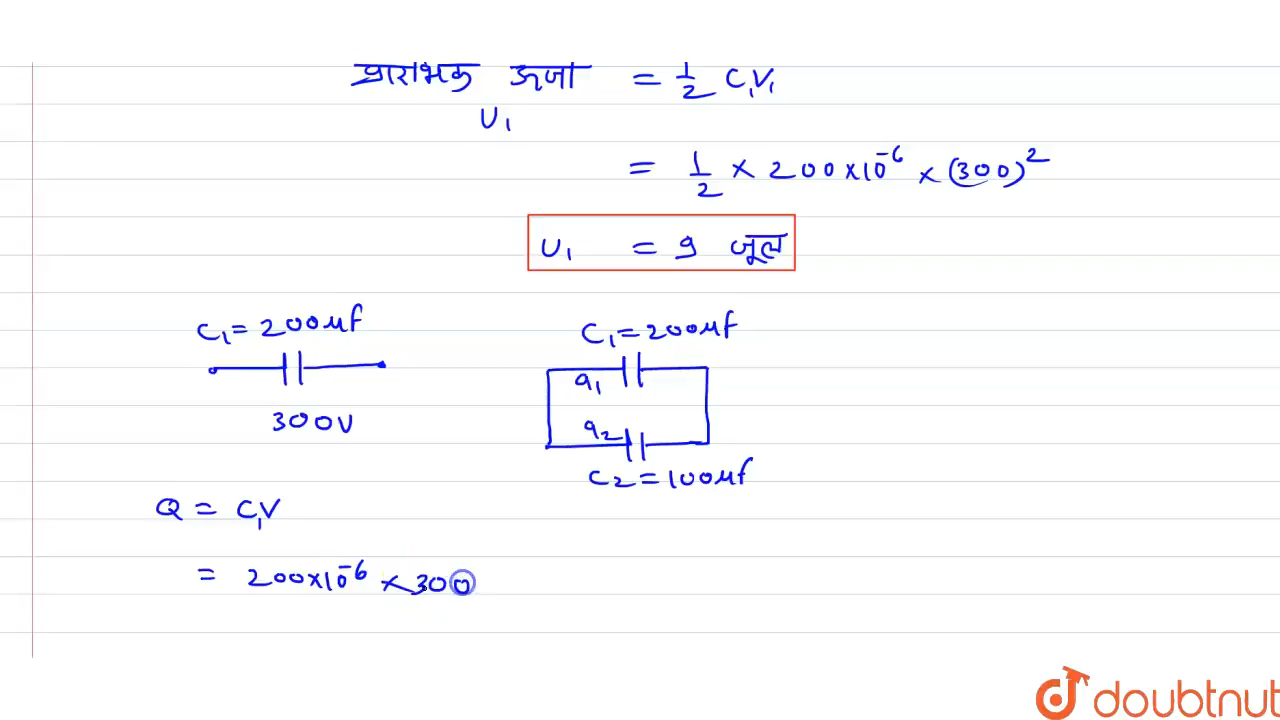 प्रारंभिक ऊर्जा = 1/2 C₁V₁
U₁
= 1/2 × 200×10⁻⁶ × (300)²
U₁ = 9 जूल
C₁=200μf
300V
C₁=200μf
q₁
q₂
C₂=100μf
Q = C₁V
= 200×10⁻⁶ × 300
doubtnut